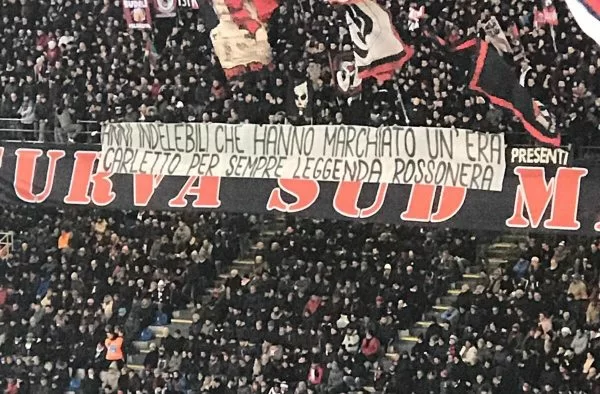 ANNI INDELEBILI CHE HANNO MARCHIATO UN'ERA
CARLETTO PER SEMPRE LEGGENDA ROSSONERA
PRESENTI
URVA SUD M